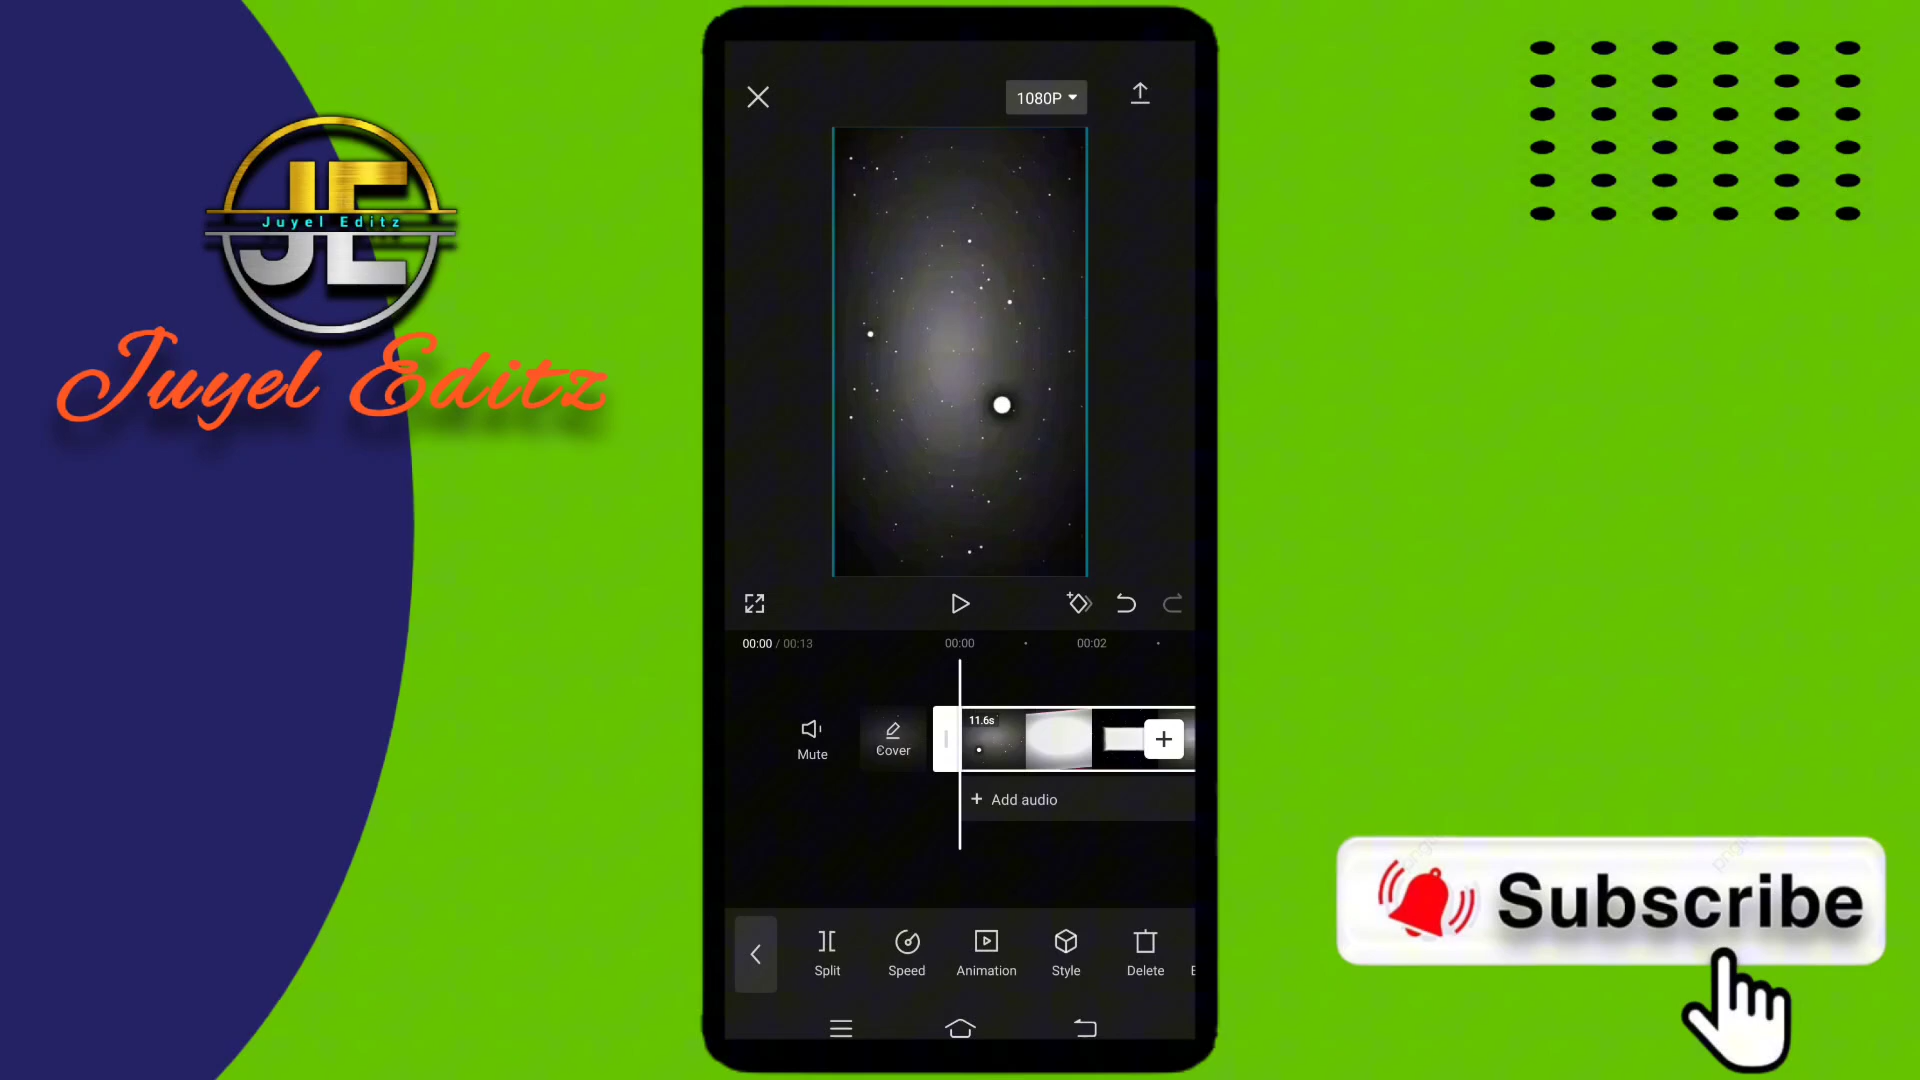 JE
Juyel Editz
Juyel Editz
1080P
00:00 / 00:13
00:00
00:02
11.6s
Mute
Cover
+ Add audio
Split
Speed
Animation
Style
Delete
Subscribe